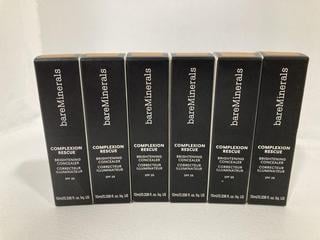 bareMinerals
COMPLEXION
RESCUE
BRIGHTENING
CONCEALER
CORRECTEUR
ILLUMINATEUR
SPF 25
bareMinerals
COMPLEXION
RESCUE
BRIGHTENING
CONCEALER
CORRECTEUR
ILLUMINATEUR
SPF 25
bareMinerals
COMPLEXION
RESCUE
BRIGHTENING
CONCEALER
CORRECTEUR
ILLUMINATEUR
SPF 25
bareMinerals
COMPLEXION
RESCUE
BRIGHTENING
CONCEALER
CORRECTEUR
ILLUMINATEUR
SPF 25
bareMinerals
COMPLEXION
RESCUE
BRIGHTENING
CONCEALER
CORRECTEUR
ILLUMINATEUR
SPF 25
bareMinerals
COMPLEXION
RESCUE
BRIGHTENING
CONCEALER
CORRECTEUR
ILLUMINATEUR
SPF 25